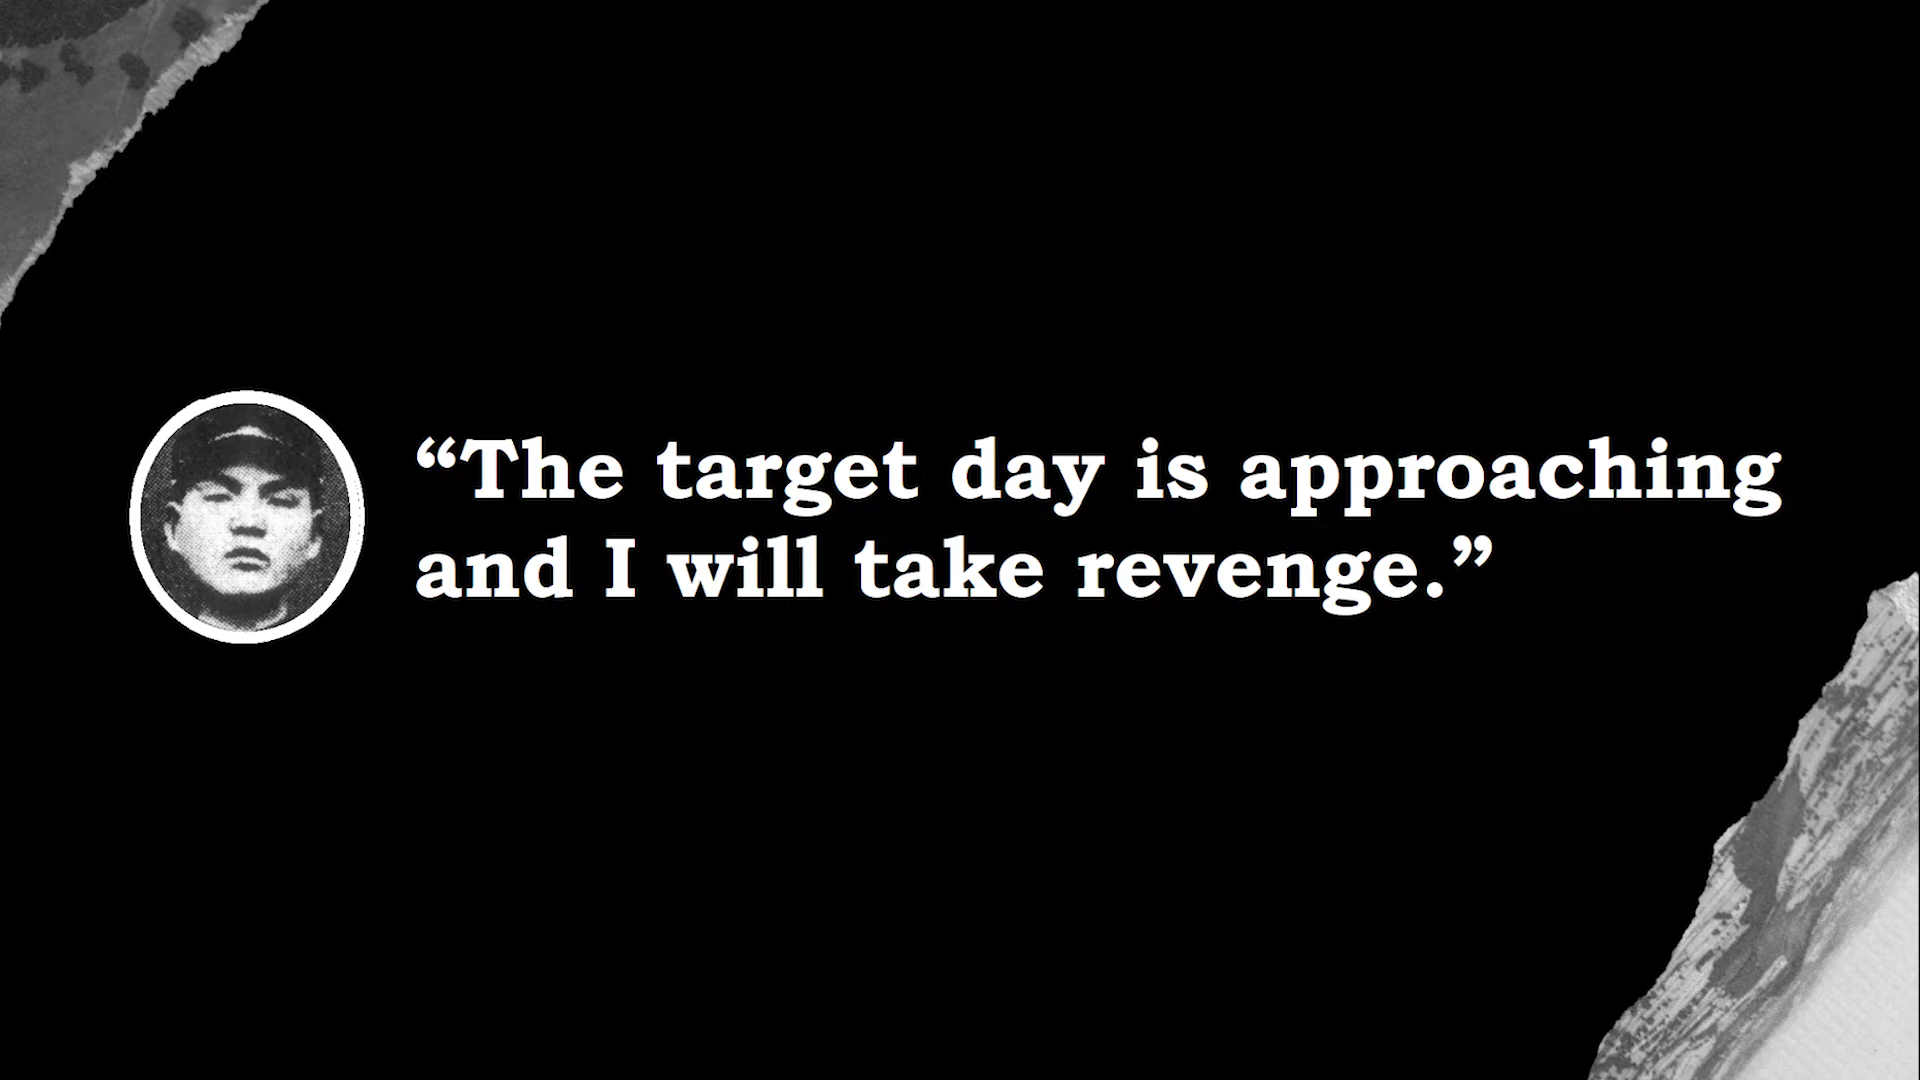 “The target day is approaching
and I will take revenge.”